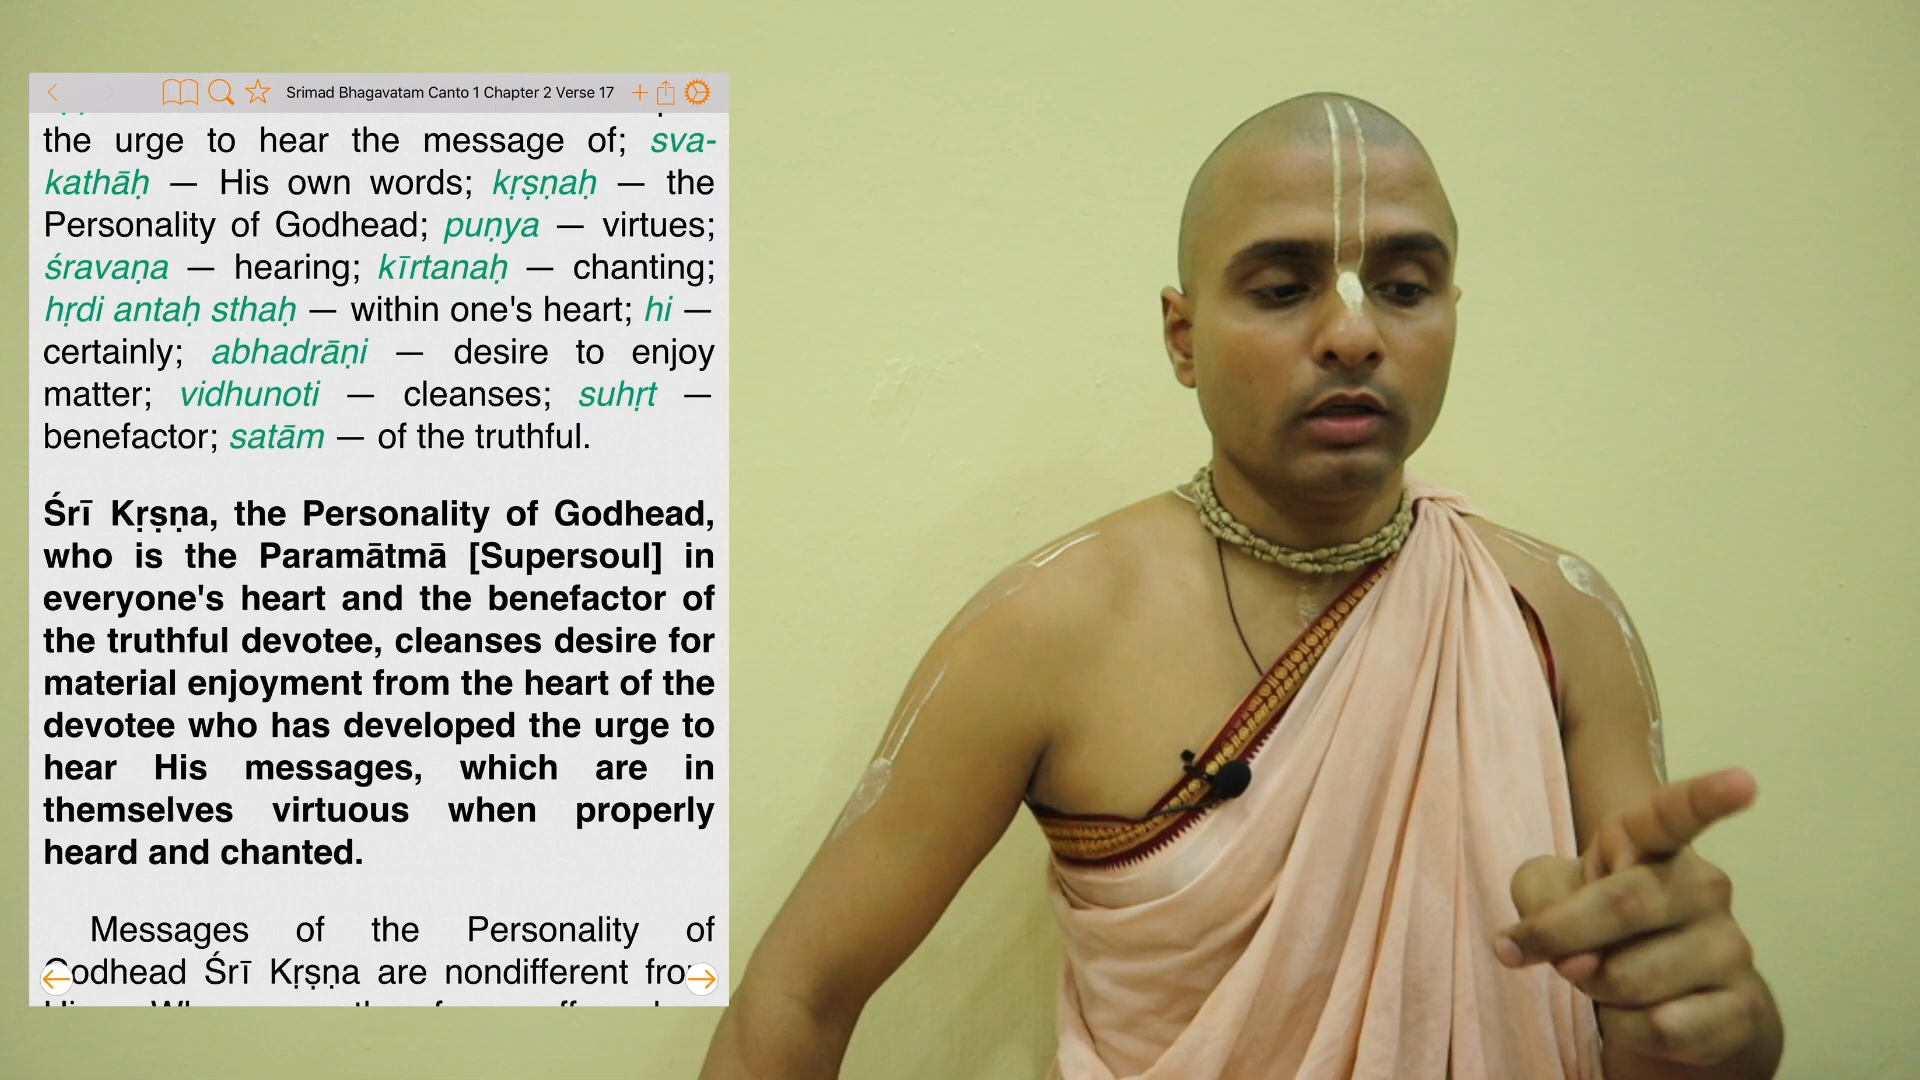 Srimad Bhagavatam Canto 1 Chapter 2 Verse 17
the urge to hear the message of; sva-
kathāḥ — His own words; kṛṣṇaḥ — the
Personality of Godhead; puṇya — virtues;
śravaṇa — hearing; kīrtanaḥ — chanting;
hṛdi antaḥ sthaḥ — within one's heart; hi —
certainly; abhadrāṇi — desire to enjoy
matter; vidhunoti — cleanses; suhṛt —
benefactor; satām — of the truthful.
Śrī Kṛṣṇa, the Personality of Godhead,
who is the Paramātmā [Supersoul] in
everyone's heart and the benefactor of
the truthful devotee, cleanses desire for
material enjoyment from the heart of the
devotee who has developed the urge to
hear His messages, which are in
themselves virtuous when properly
heard and chanted.
Messages of the Personality of
Godhead Śrī Kṛṣṇa are nondifferent from